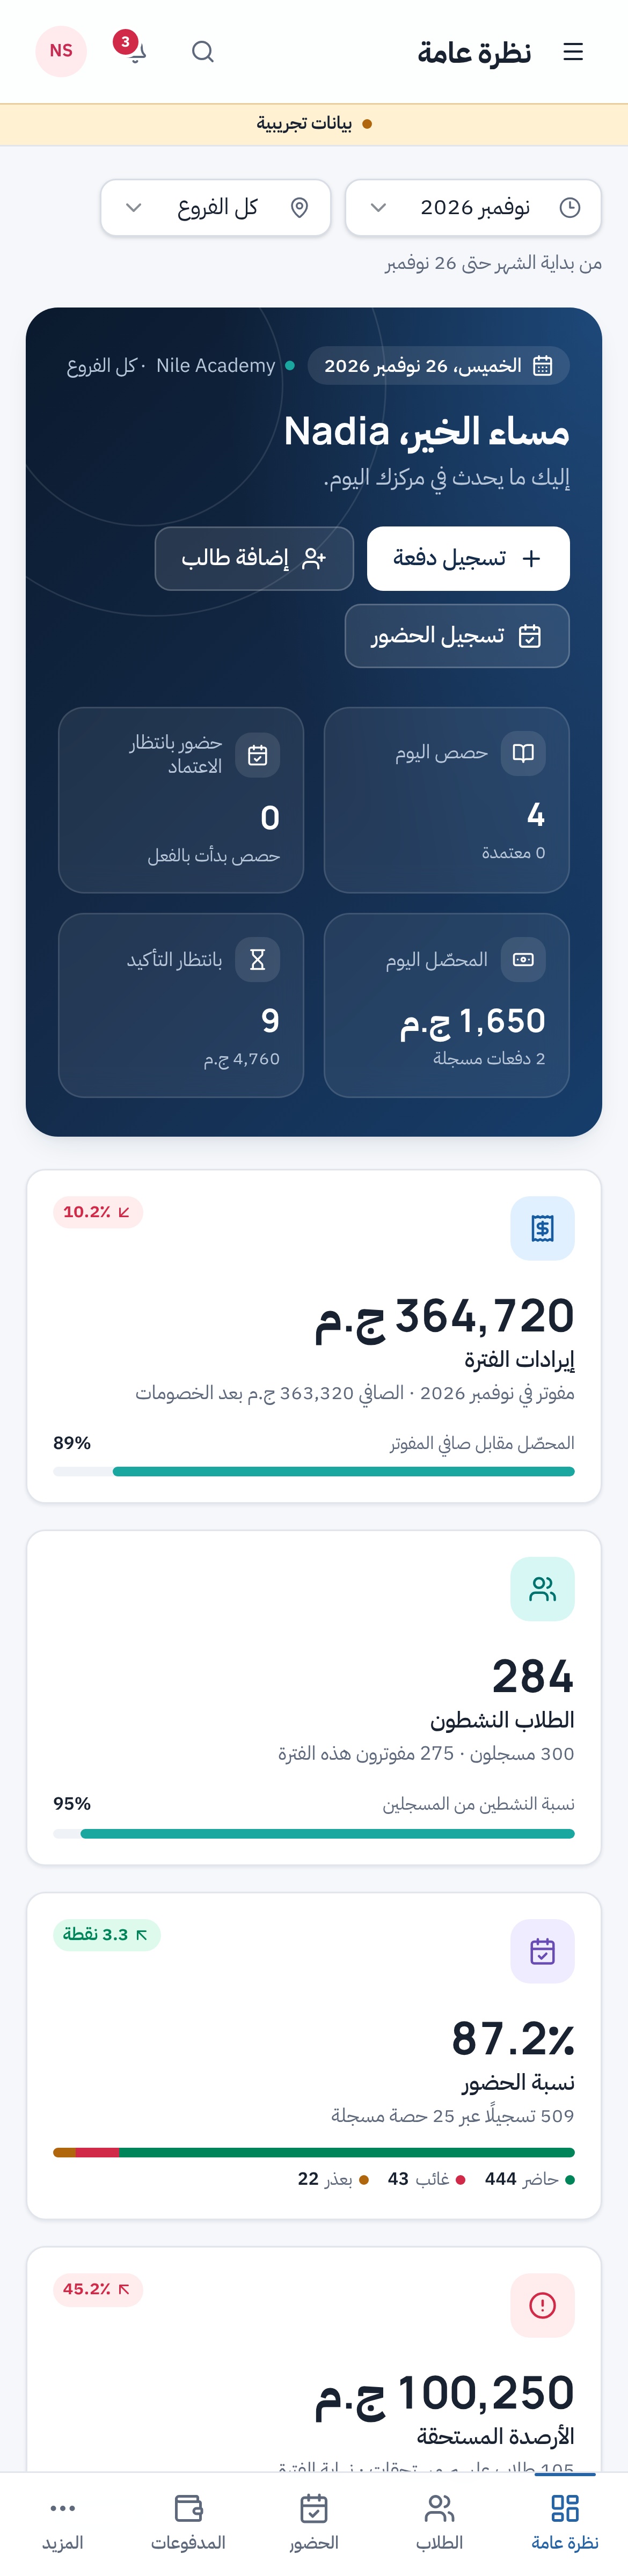 نظرة عامة
3
NS
بيانات تجريبية
نوفمبر 2026
كل الفروع
من بداية الشهر حتى 26 نوفمبر
الخميس، 26 نوفمبر 2026
Nile Academy · كل الفروع
مساء الخير، Nadia
إليك ما يحدث في مركزك اليوم.
تسجيل دفعة
إضافة طالب
تسجيل الحضور
حصص اليوم
4
0 معتمدة
حضور بانتظار
الاعتماد
0
حصص بدأت بالفعل
المحصّل اليوم
1,650 ج.م
2 دفعات مسجلة
بانتظار التأكيد
9
4,760 ج.م
10.2٪
364,720 ج.م
إيرادات الفترة
مفوتر في نوفمبر 2026 · الصافي 363,320 ج.م بعد الخصومات
المحصّل مقابل صافي المفوتر
89%
284
الطلاب النشطون
300 مسجلون · 275 مفوترون هذه الفترة
نسبة النشطين من المسجلين
95%
3.3 نقطة
87.2٪
نسبة الحضور
509 تسجيلًا عبر 25 حصة مسجلة
حاضر 444
غائب 43
بعذر 22
45.2٪
100,250 ج.م
الأرصدة المستحقة
نظرة عامة
الطلاب
الحضور
المدفوعات
المزيد